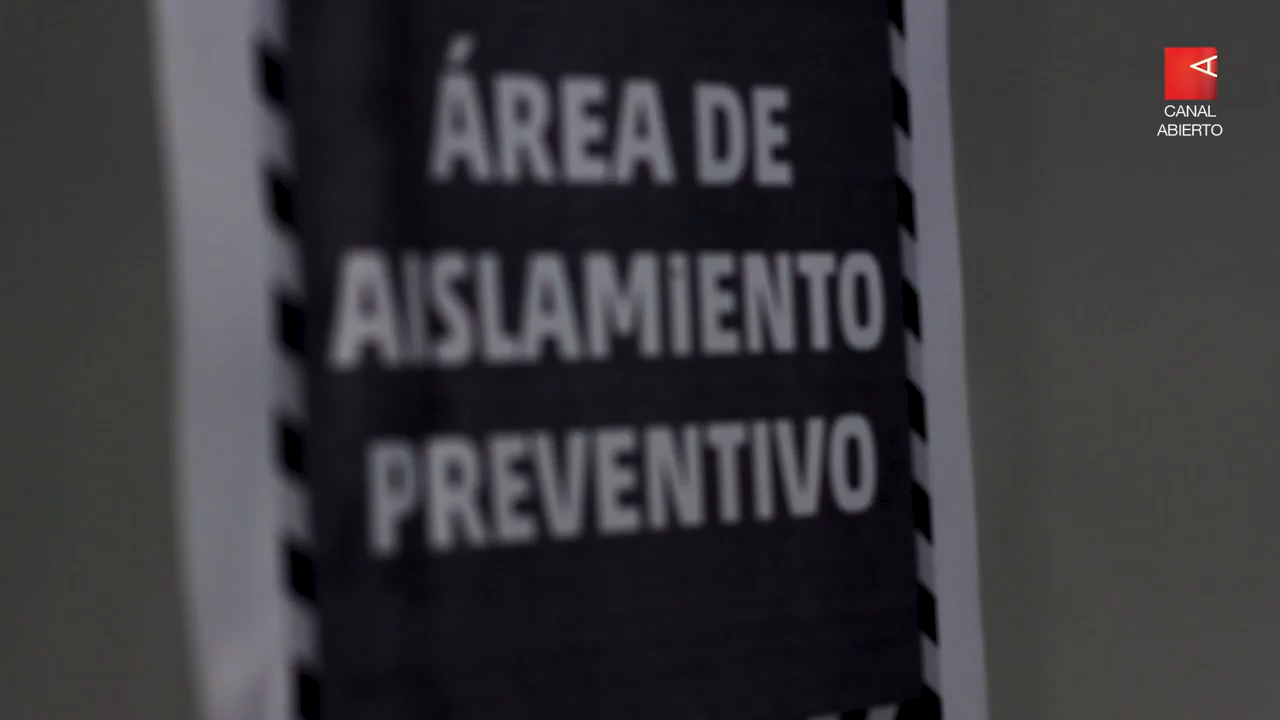 ÁREA DE
AISLAMiENTO
PREVENTIVO
CANAL
ABIERTO